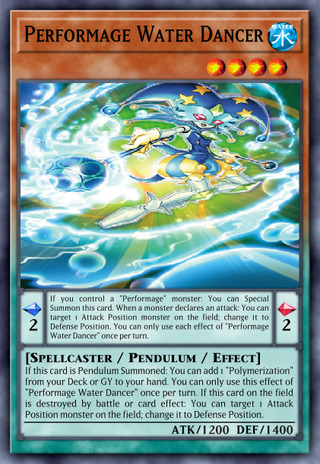 Performage Water Dancer
WATER
水
If you control a "Performage" monster: You can Special
Summon this card. When a monster declares an attack: You can
target 1 Attack Position monster on the field; change it to
Defense Position. You can only use each effect of "Performage
Water Dancer" once per turn.
2
2
[Spellcaster / Pendulum / Effect]
If this card is Pendulum Summoned: You can add 1 "Polymerization"
from your Deck or GY to your hand. You can only use this effect of
"Performage Water Dancer" once per turn. If this card on the field
is destroyed by battle or card effect: You can target 1 Attack
Position monster on the field; change it to Defense Position.
ATK/1200 DEF/1400